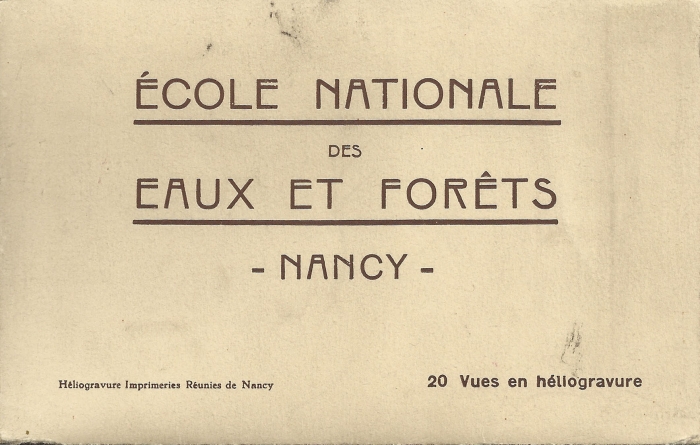 ÉCOLE NATIONALE
DES
EAUX ET FORÊTS
- NANCY -
Héliogravure Imprimeries Réunies de Nancy
20 Vues en héliogravure